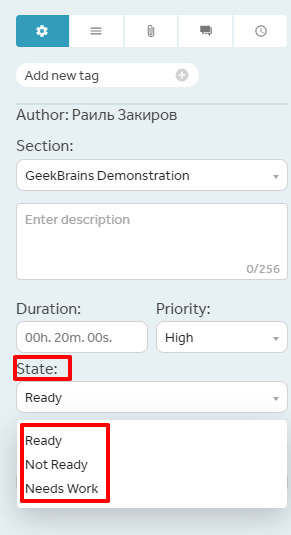 Add new tag
Author: Раиль Закиров
Section:
GeekBrains Demonstration
Enter description
0/256
Duration:
Priority:
00h. 20m. 00s.
High
State:
Ready
Ready
Not Ready
Needs Work